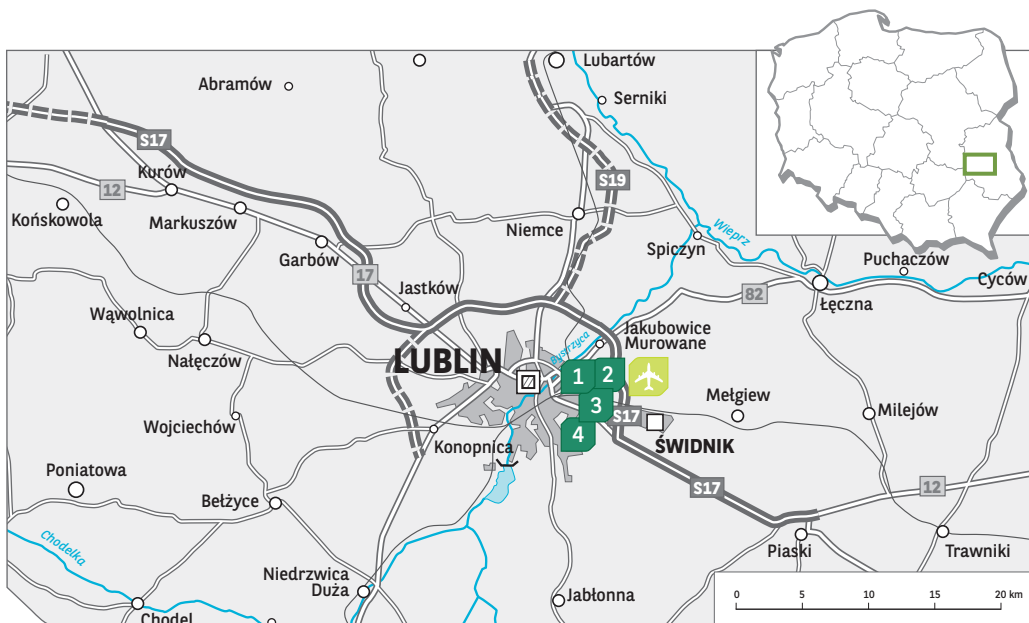 Lubartów
Abramów
Serniki
S17
Kurów
S19
12
Końskowola
Markuszów
Niemce
Wieprz
Spiczyn
Garbów
Puchaczów
17
Cyców
Jastków
82
Łęczna
Wąwolnica
Bystrzyca
Jakubowice
Murowane
Nałęczów
LUBLIN
1
2
3
4
Mełgiew
Milejów
S17
Wojciechów
Konopnica
ŚWIDNIK
Poniatowa
S17
12
Bełżyce
Chodelka
Piaski
Trawniki
Niedrzwica
Duża
Jabłonna
Chodel
0
5
10
15
20 km